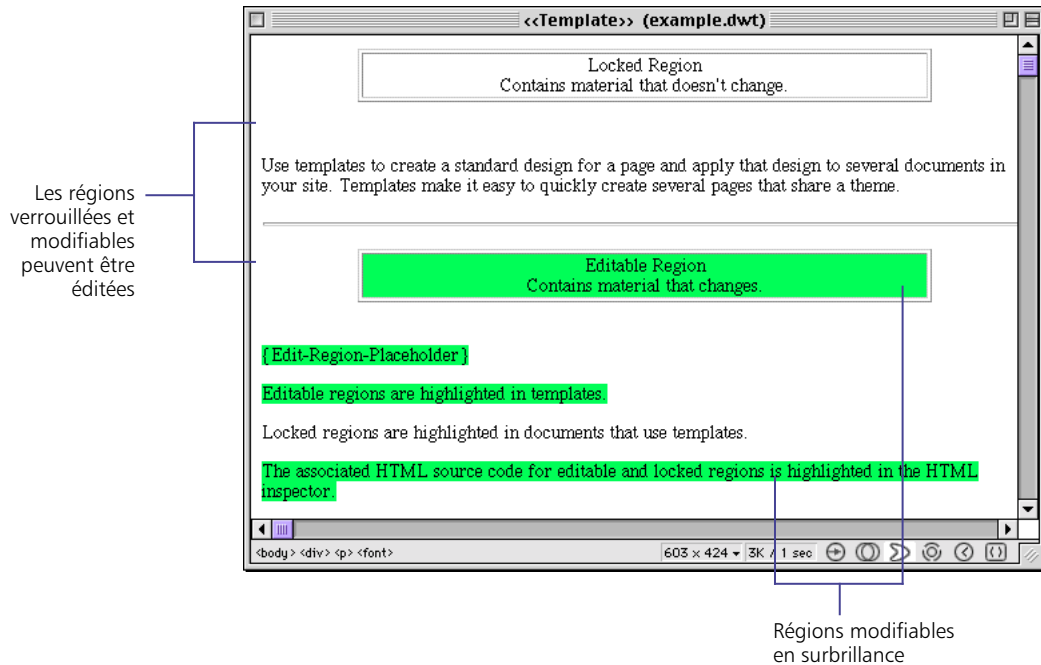 <<Template>> (example.dwt)
Locked Region
Contains material that doesn't change.
Use templates to create a standard design for a page and apply that design to several documents in
your site. Templates make it easy to quickly create several pages that share a theme.
Les régions
verrouillées et
modifiables
peuvent être
éditées
Editable Region
Contains material that changes.
{Edit-Region-Placeholder}
Editable regions are highlighted in templates.
Locked regions are highlighted in documents that use templates.
The associated HTML source code for editable and locked regions is highlighted in the HTML
inspector.
<body> <div> <p> <font>
603 × 424 3K / 1 sec
Régions modifiables
en surbrillance